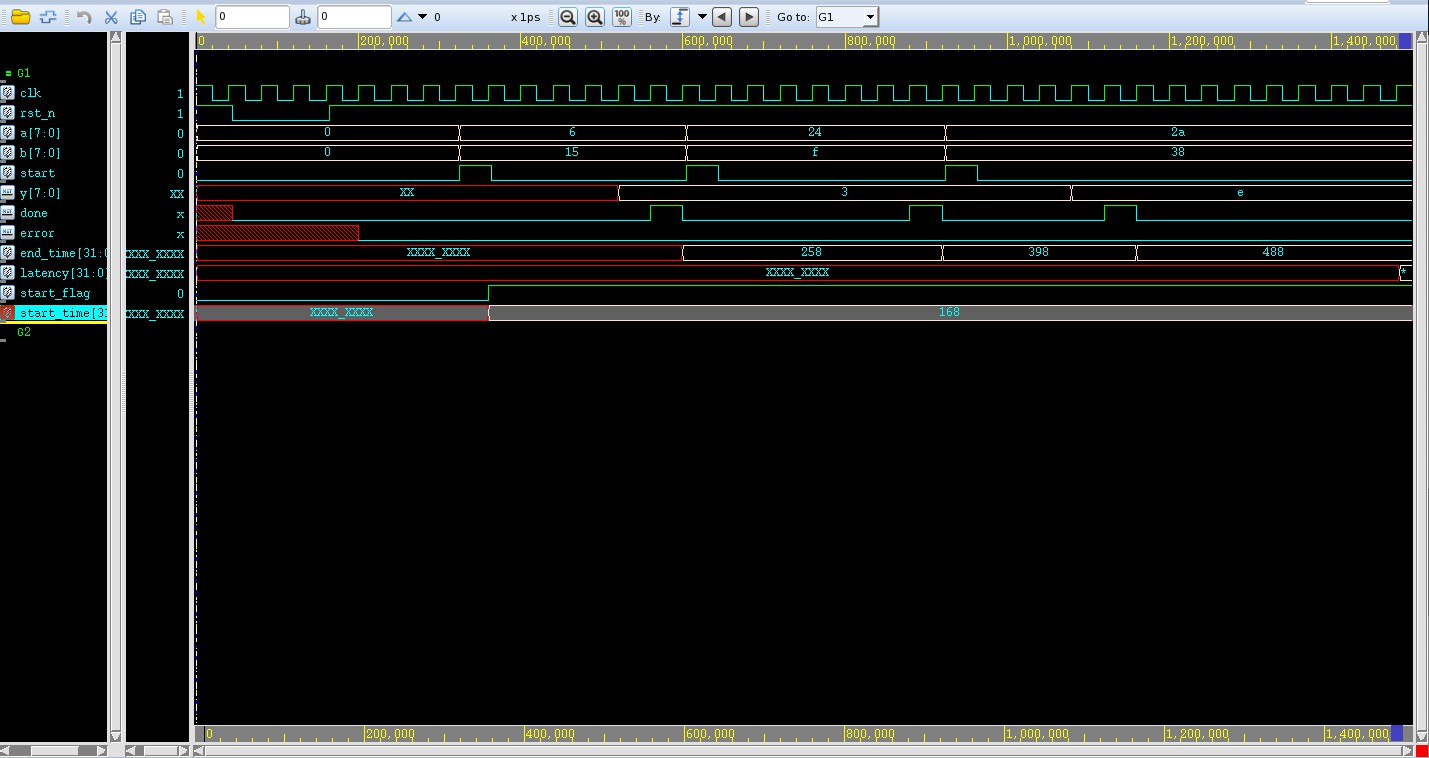 0 0 0 x 1ps 100% By: Go to: G1
0 200,000 400,000 600,000 800,000 1,000,000 1,200,000 1,400,000
G1
clk 1
rst_n 1
a[7:0] 0 0 6 24 2a
b[7:0] 0 0 15 f 38
start 0
y[7:0] XX XX 3 e
done x
error x
end_time[31:0 XXX_XXXX XXXX_XXXX 258 398 488
latency[31:0] XXX_XXXX XXXX_XXXX *
start_flag 0
start_time[31 XXX_XXXX XXXX_XXXX 168
G2
0 200,000 400,000 600,000 800,000 1,000,000 1,200,000 1,400,000